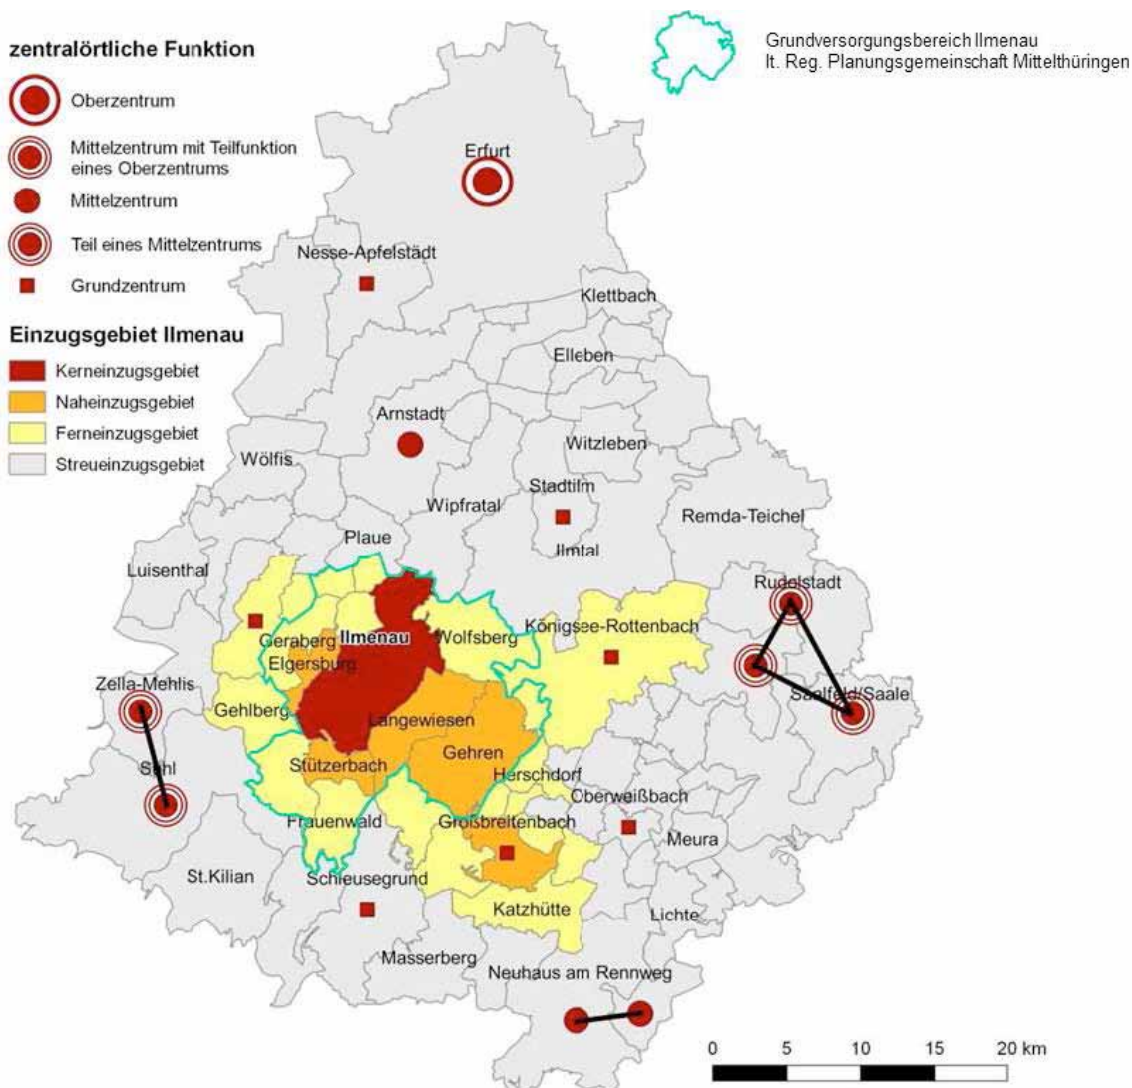 zentralörtliche Funktion
Oberzentrum
Mittelzentrum mit Teilfunktion
eines Oberzentrums
Mittelzentrum
Teil eines Mittelzentrums
Grundzentrum
Einzugsgebiet Ilmenau
Kerneinzugsgebiet
Naheinzugsgebiet
Ferneinzugsgebiet
Streueinzugsgebiet
Grundversorgungsbereich Ilmenau
lt. Reg. Planungsgemeinschaft Mittelthüringen
Erfurt
Nesse-Apfelstädt
Klettbach
Elleben
Arnstadt
Witzleben
Wölfis
Stadtilm
Wipfratal
Remda-Teichel
Plaue
Ilmtal
Luisenthal
Rudolstadt
Königsee-Rottenbach
Geraberg
Ilmenau
Wolfsberg
Elgersburg
Zella-Mehlis
Saalfeld/Saale
Gehlberg
Langewiesen
Gehren
Stützerbach
Suhl
Herschdorf
Oberweißbach
Frauenwald
Großbreitenbach
Meura
St.Kilian
Schleusegrund
Katzhütte
Lichte
Masserberg
Neuhaus am Rennweg
0 5 10 15 20 km